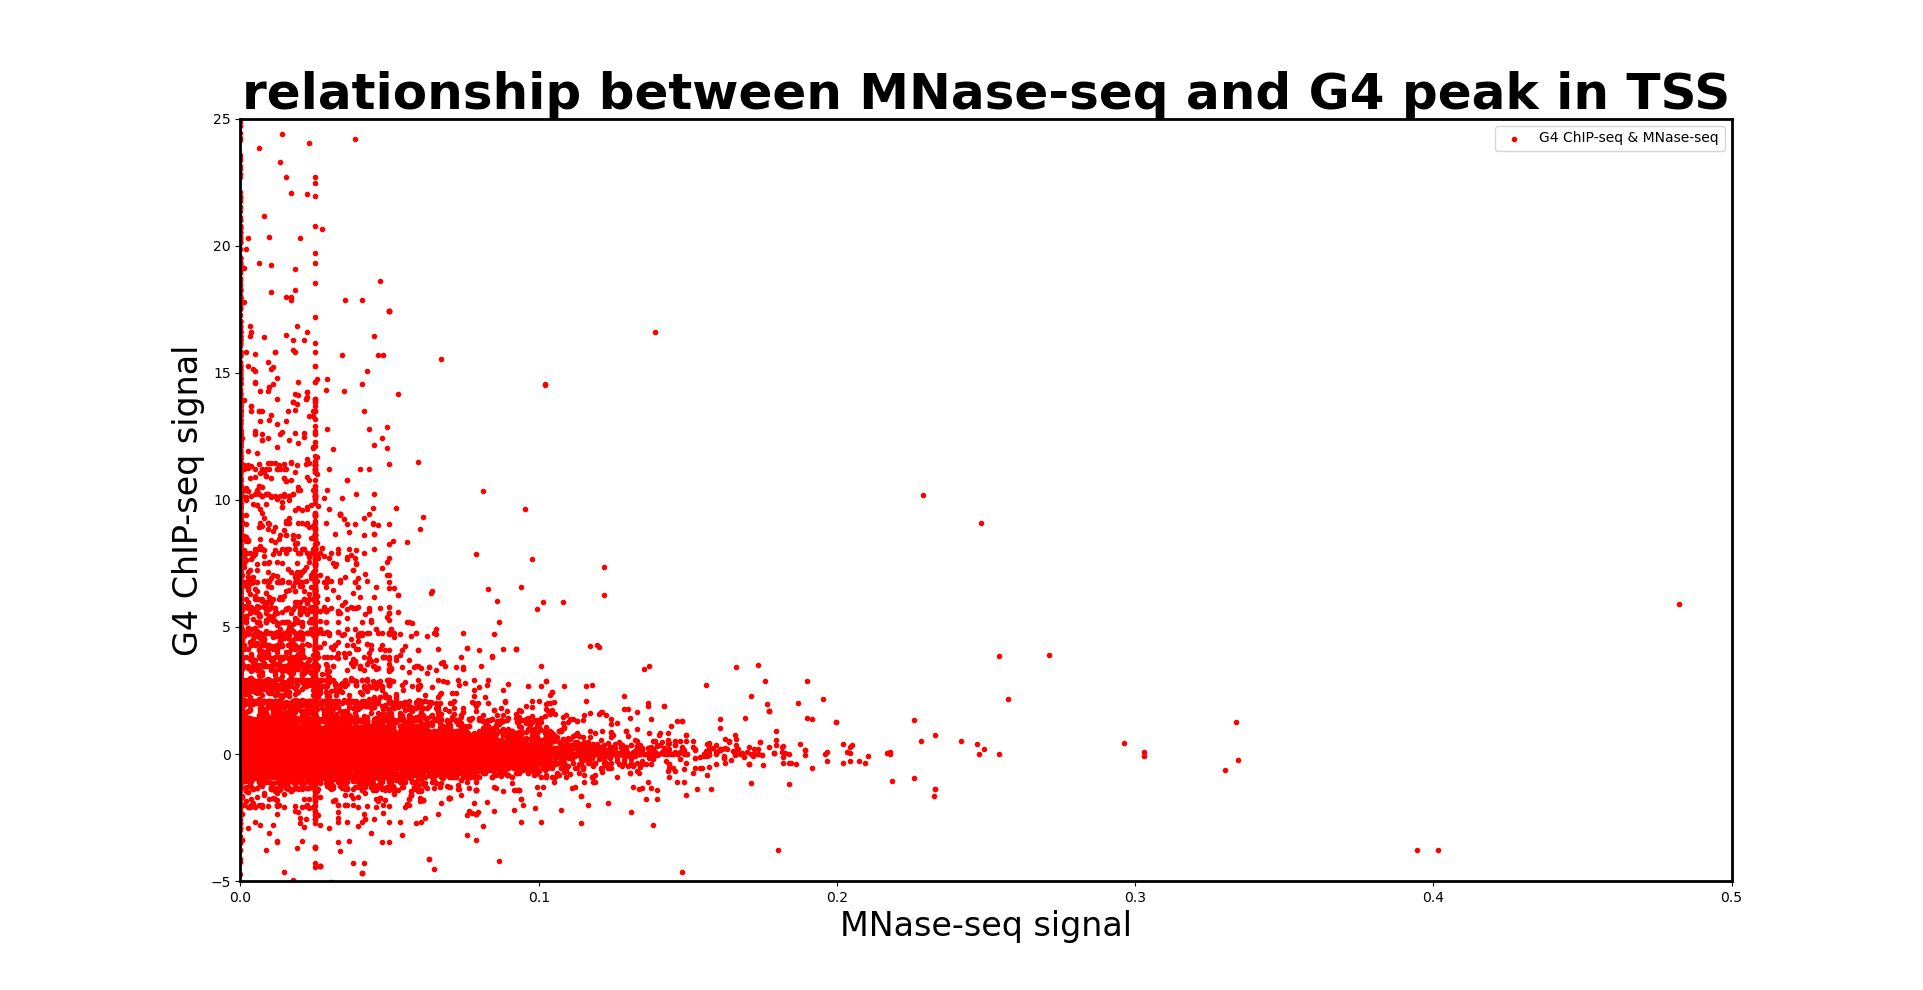 relationship between MNase-seq and G4 peak in TSS
G4 ChIP-seq & MNase-seq
G4 ChIP-seq signal
25
20
15
10
5
0
−5
0.0 0.1 0.2 0.3 0.4 0.5
MNase-seq signal